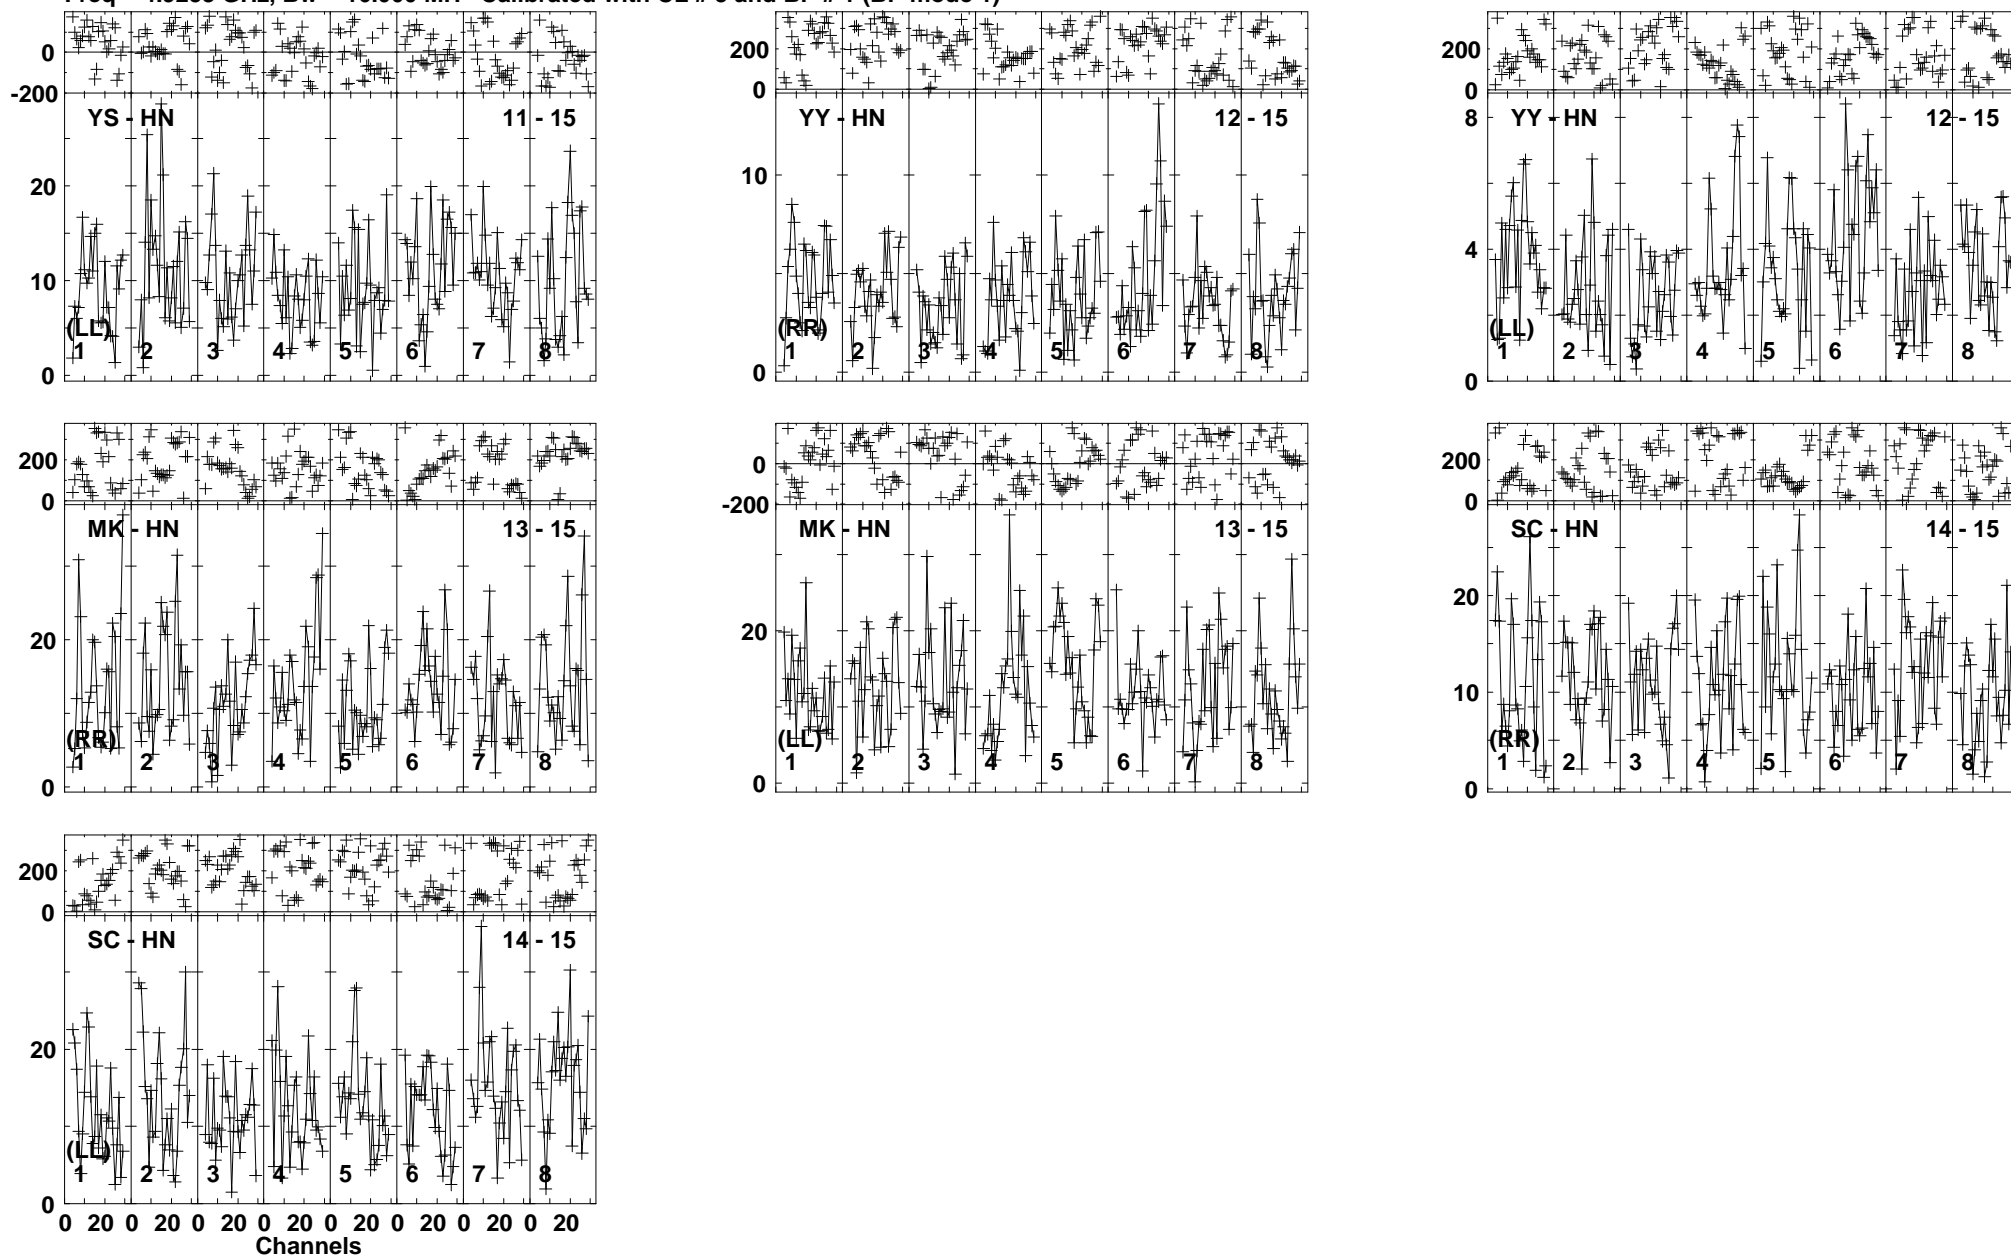 200 200
0
-200 0 0
YS - HN 11 - 15
20
10
0
(LL)
1 2 3 4 5 6 7 8
YY - HN 12 - 15
10
0
(RR)
1 2 3 4 5 6 7 8
YY - HN 12 - 15
8
4
0
(LL)
1 2 3 4 5 6 7 8
200 0 200
0 -200 0
MK - HN 13 - 15
20
0
(RR)
1 2 3 4 5 6 7 8
MK - HN 13 - 15
20
0
(LL)
1 2 3 4 5 6 7 8
SC - HN 14 - 15
20
10
0
(RR)
1 2 3 4 5 6 7 8
200
0
SC - HN 14 - 15
20
0
(LL)
1 2 3 4 5 6 7 8
0 20 0 20 0 20 0 20 0 20 0 20 0 20 0 20
Channels